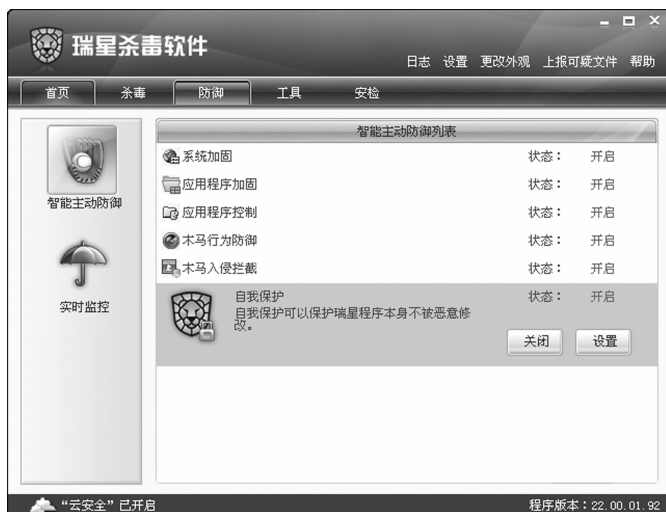 瑞星杀毒软件
日志 设置 更改外观 上报可疑文件 帮助
首页 杀毒 防御 工具 安检
智能主动防御
实时监控
智能主动防御列表
系统加固 状态： 开启
应用程序加固 状态： 开启
应用程序控制 状态： 开启
木马行为防御 状态： 开启
木马入侵拦截 状态： 开启
自我保护 状态： 开启
自我保护可以保护瑞星程序本身不被恶意修
改。
关闭 设置
“云安全”已开启 程序版本：22.00.01.92